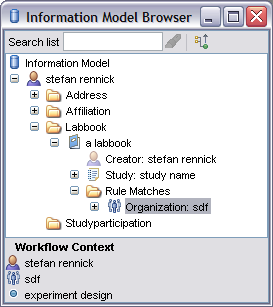 Information Model Browser
Search list
Information Model
stefan rennick
Address
Affiliation
Labbook
a labbook
Creator: stefan rennick
Study: study name
Rule Matches
Organization: sdf
Studyparticipation
Workflow Context
stefan rennick
sdf
experiment design